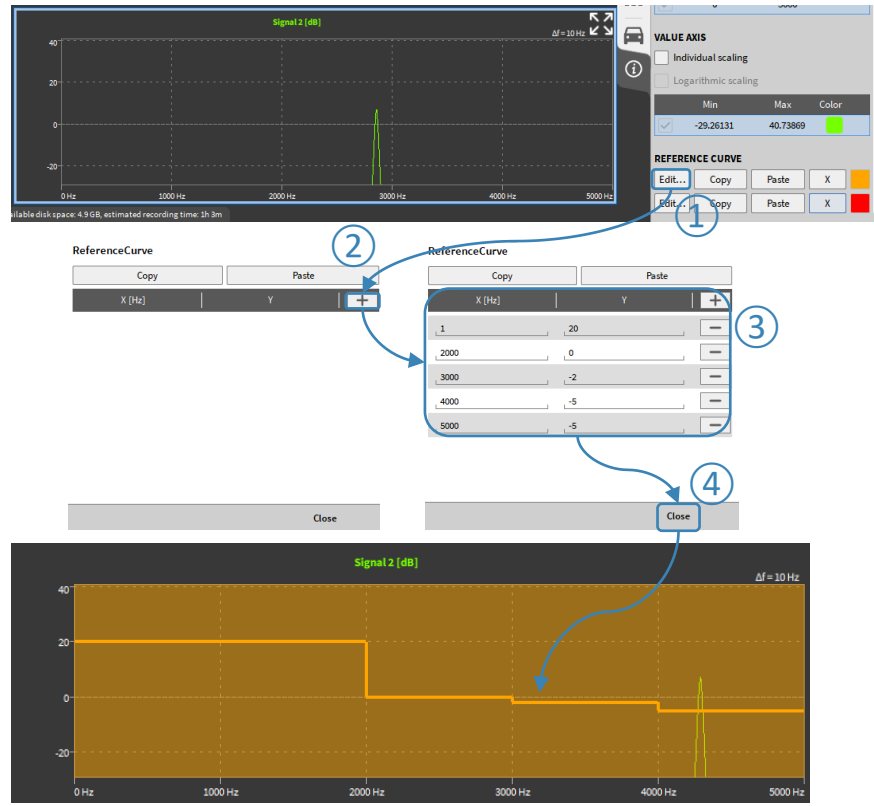 Signal 2 [dB]
Δf = 10 Hz
40
20
0
-20
0 Hz
1000 Hz
2000 Hz
3000 Hz
4000 Hz
5000 Hz
ailable disk space: 4.9 GB, estimated recording time: 1h 3m
VALUE AXIS
Individual scaling
Logarithmic scaling
Min Max Color
-29.26131 40.73869
REFERENCE CURVE
Edit... Copy Paste X
Edit... Copy Paste X
1
2
ReferenceCurve
Copy Paste
X [Hz] Y +
Close
ReferenceCurve
Copy Paste
X [Hz] Y +
1 20
2000 0
3000 -2
4000 -5
5000 -5
3
4
Close
Signal 2 [dB]
Δf = 10 Hz
40
20
0
-20
0 Hz
1000 Hz
2000 Hz
3000 Hz
4000 Hz
5000 Hz